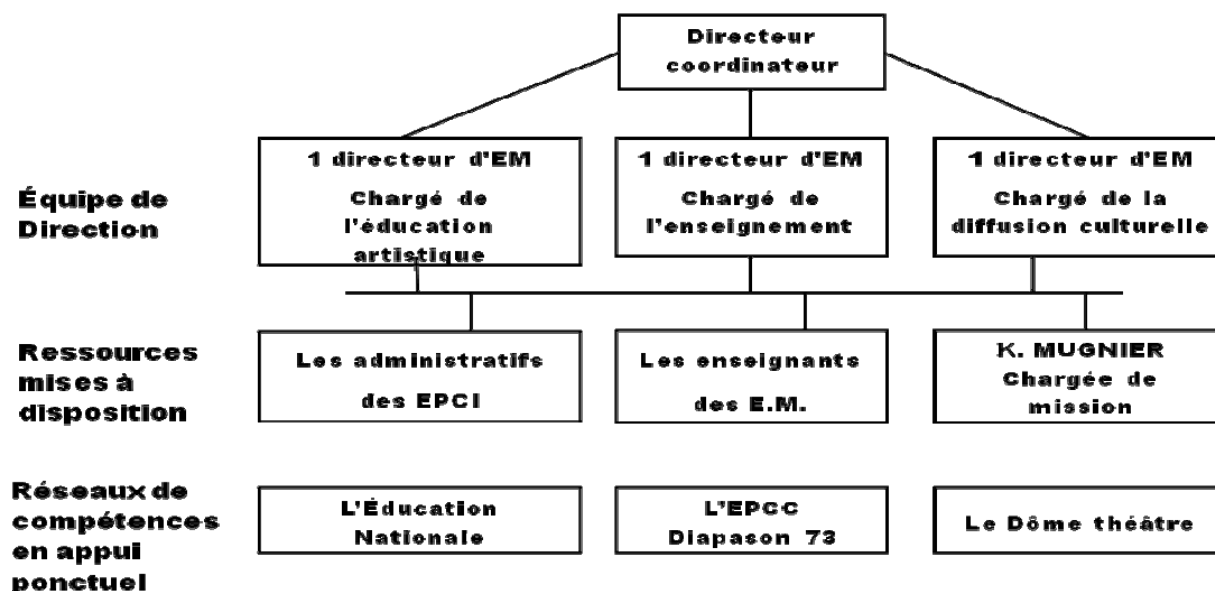 Directeur
coordinateur
Équipe de
Direction
1 directeur d'EM
Chargé de
l'éducation
artistique
1 directeur d'EM
Chargé de
l'enseignement
1 directeur d'EM
Chargé de la
diffusion culturelle
Ressources
mises à
disposition
Les administratifs
des EPCI
Les enseignants
des E.M.
K. MUGNIER
Chargée de
mission
Réseaux de
compétences
en appui
ponctuel
L'Éducation
Nationale
L'EPCC
Diapason 73
Le Dôme théâtre